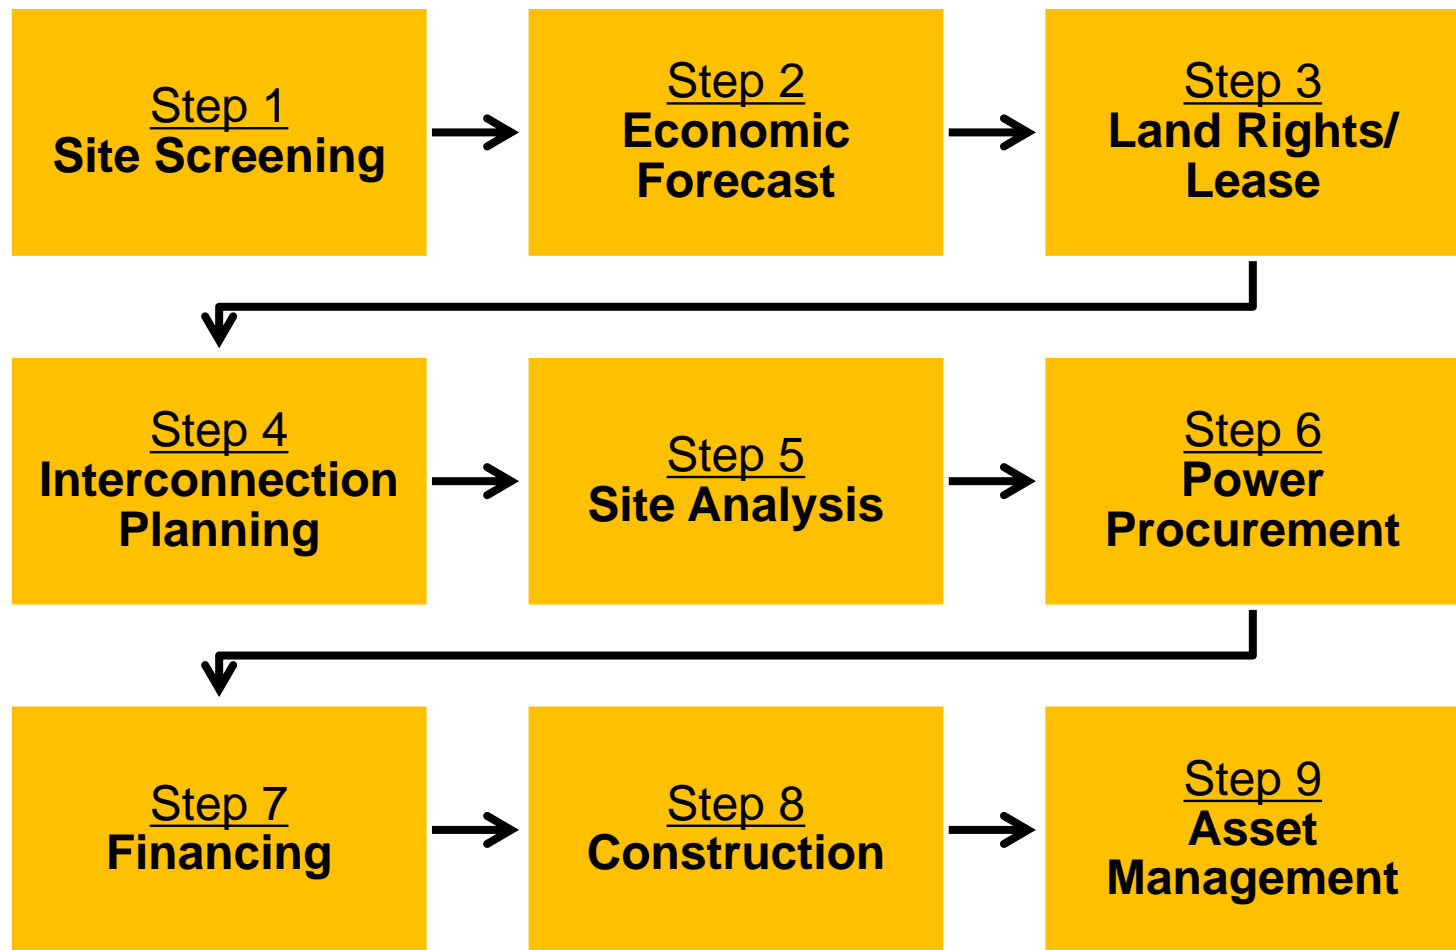 Step 1
Site Screening
Step 2
Economic
Forecast
Step 3
Land Rights/
Lease
Step 4
Interconnection
Planning
Step 5
Site Analysis
Step 6
Power
Procurement
Step 7
Financing
Step 8
Construction
Step 9
Asset
Management